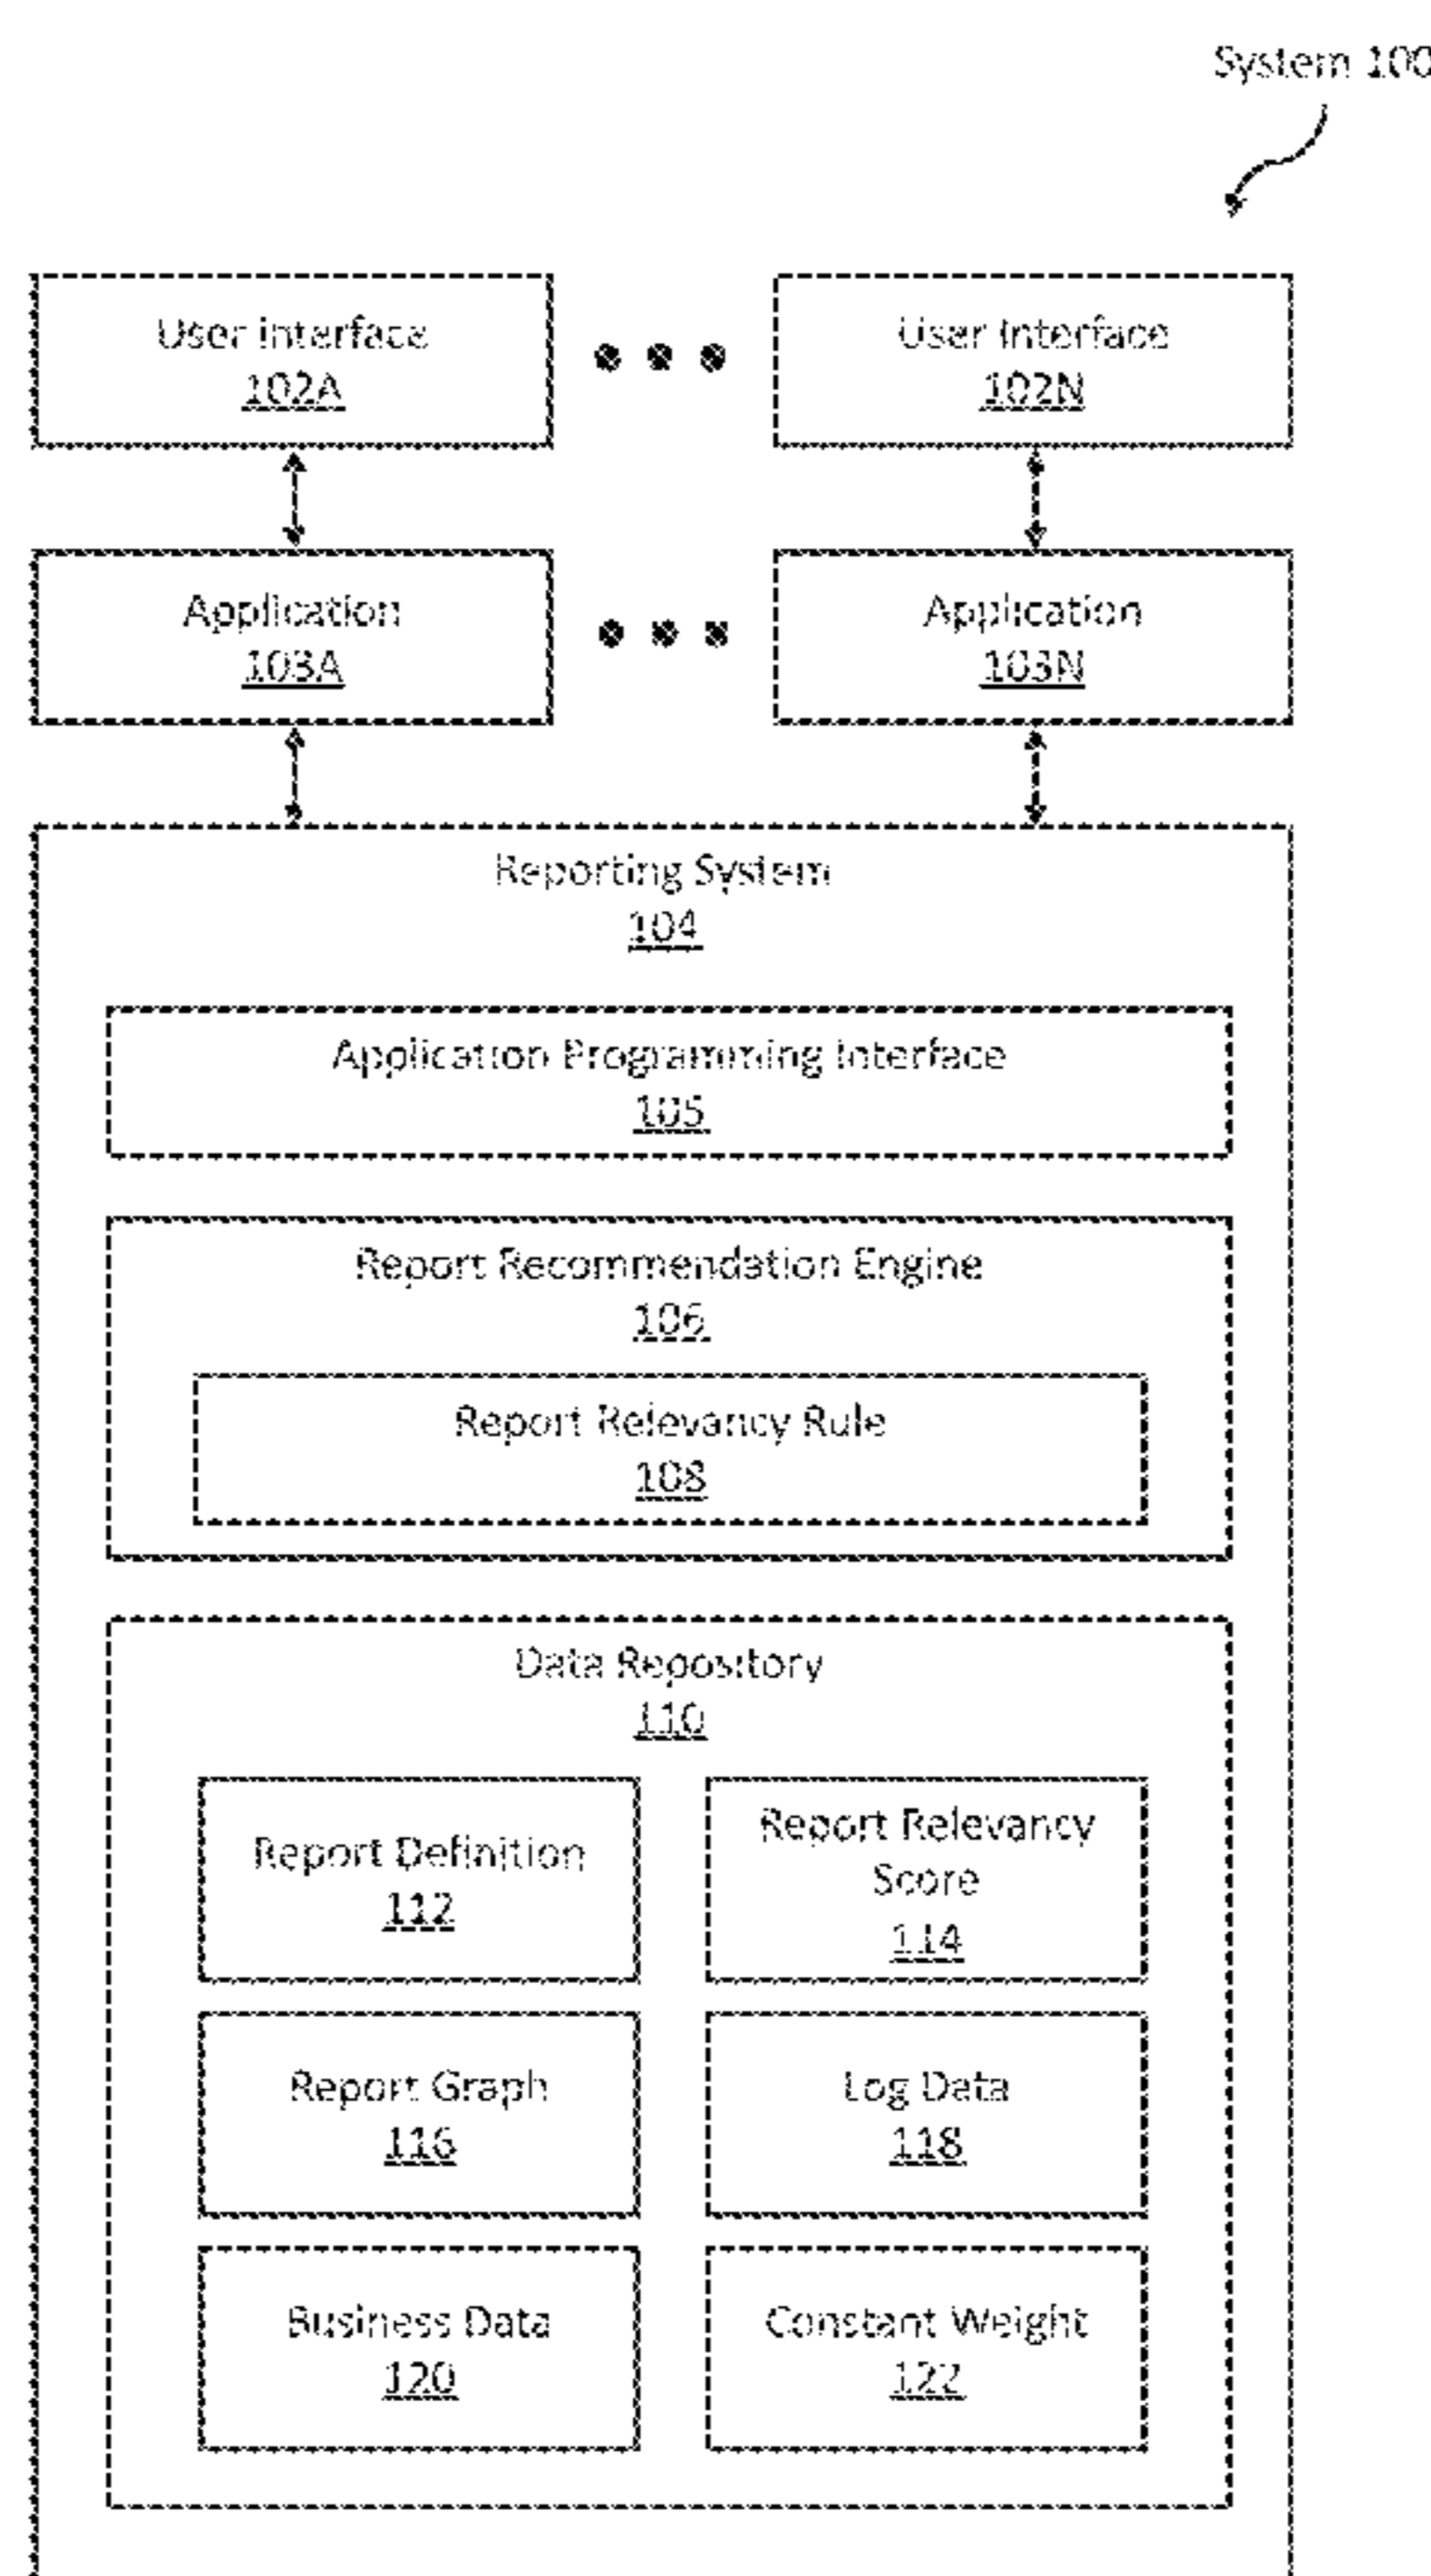 System 100
User Interface
102A
User Interface
102N
Application
103A
Application
103N
Reporting System
104
Application Programming Interface
105
Report Recommendation Engine
106
Report Relevancy Rule
108
Data Repository
110
Report Definition
112
Report Relevancy
Score
114
Report Graph
116
Log Data
118
Business Data
120
Constant Weight
122